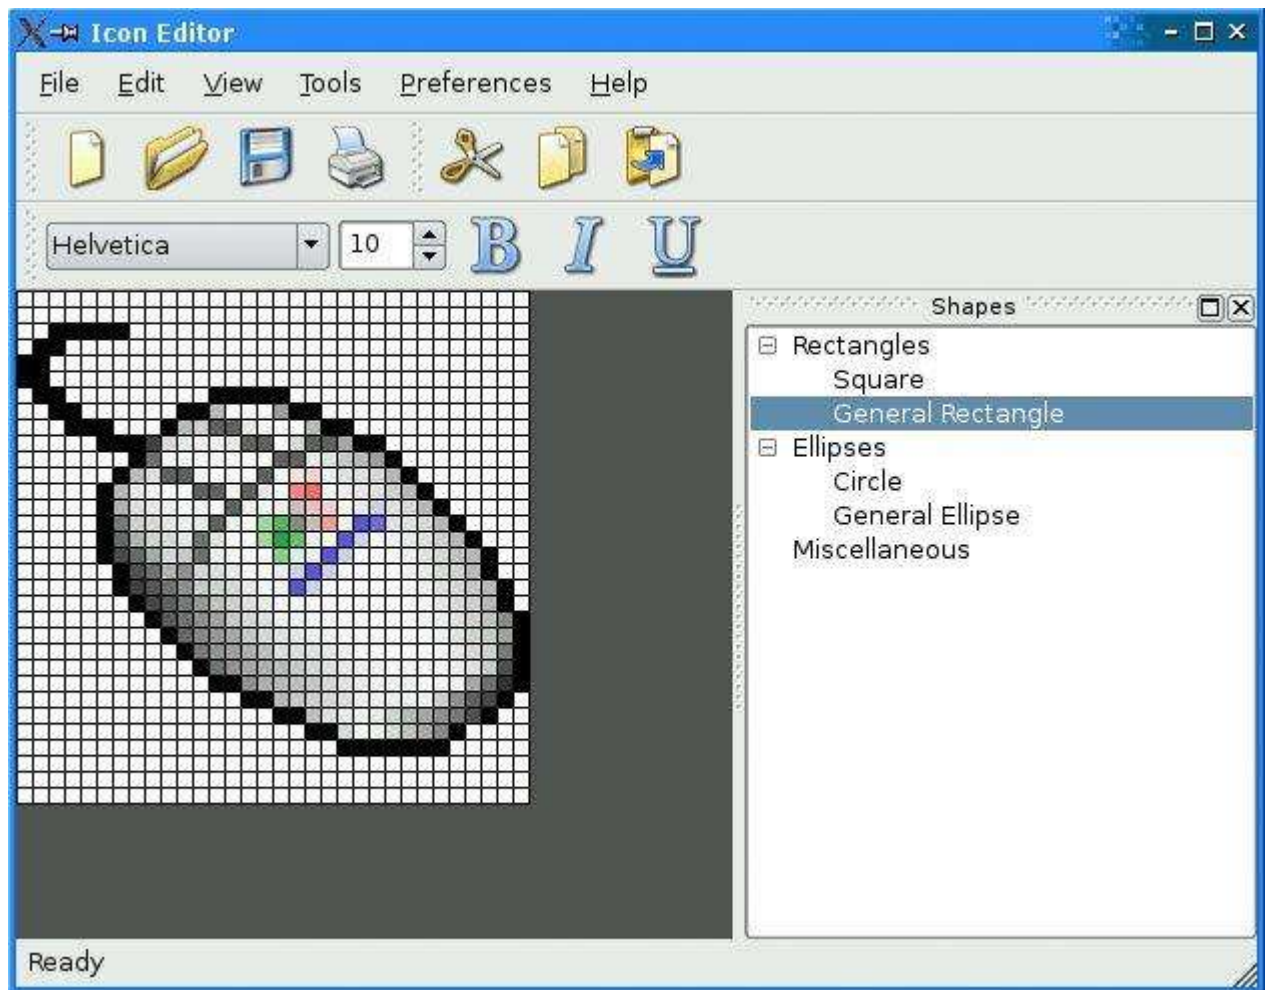 Icon Editor
File Edit View Tools Preferences Help
Helvetica 10 B I U
Shapes
Rectangles
Square
General Rectangle
Ellipses
Circle
General Ellipse
Miscellaneous
Ready